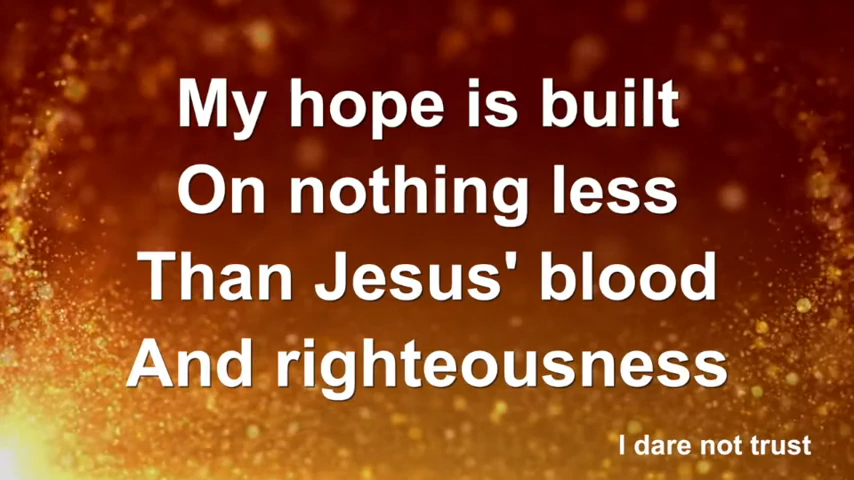 My hope is built
On nothing less
Than Jesus' blood
And righteousness
I dare not trust